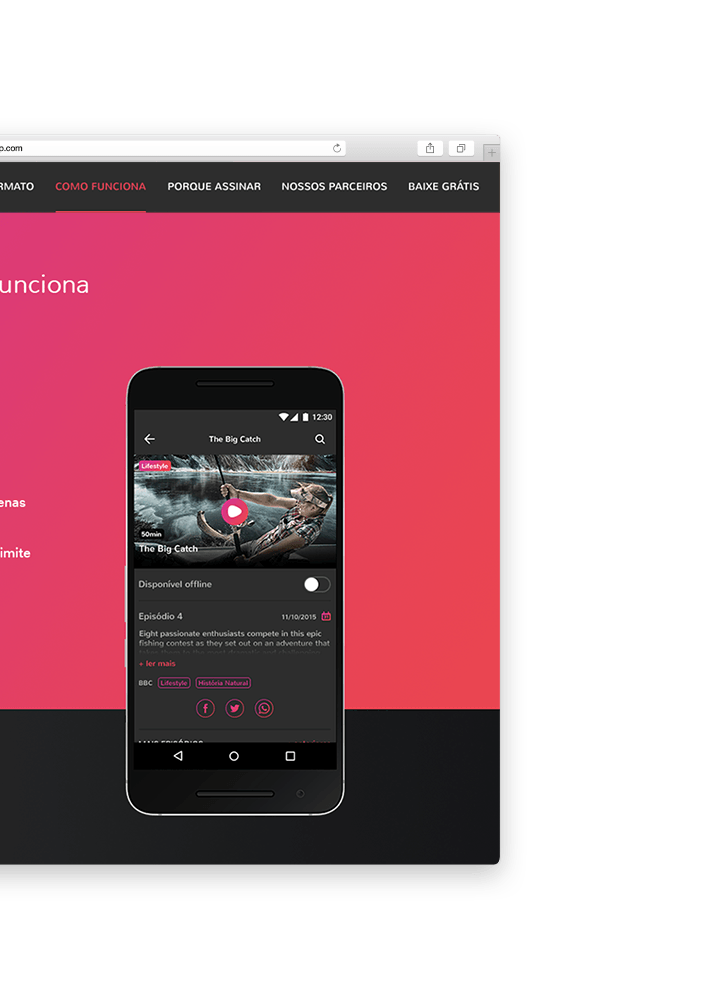 p.com
RMATO COMO FUNCIONA PORQUE ASSINAR NOSSOS PARCEIROS BAIXE GRÁTIS
unciona
enas
imite
12:30
The Big Catch
Lifestyle
50min
The Big Catch
Disponível offline
Episódio 4 11/10/2015
Eight passionate enthusiasts compete in this epic
fishing contest as they set out on an adventure that
+ ler mais
BBC Lifestyle História Natural
MAIS EPISÓDIOS